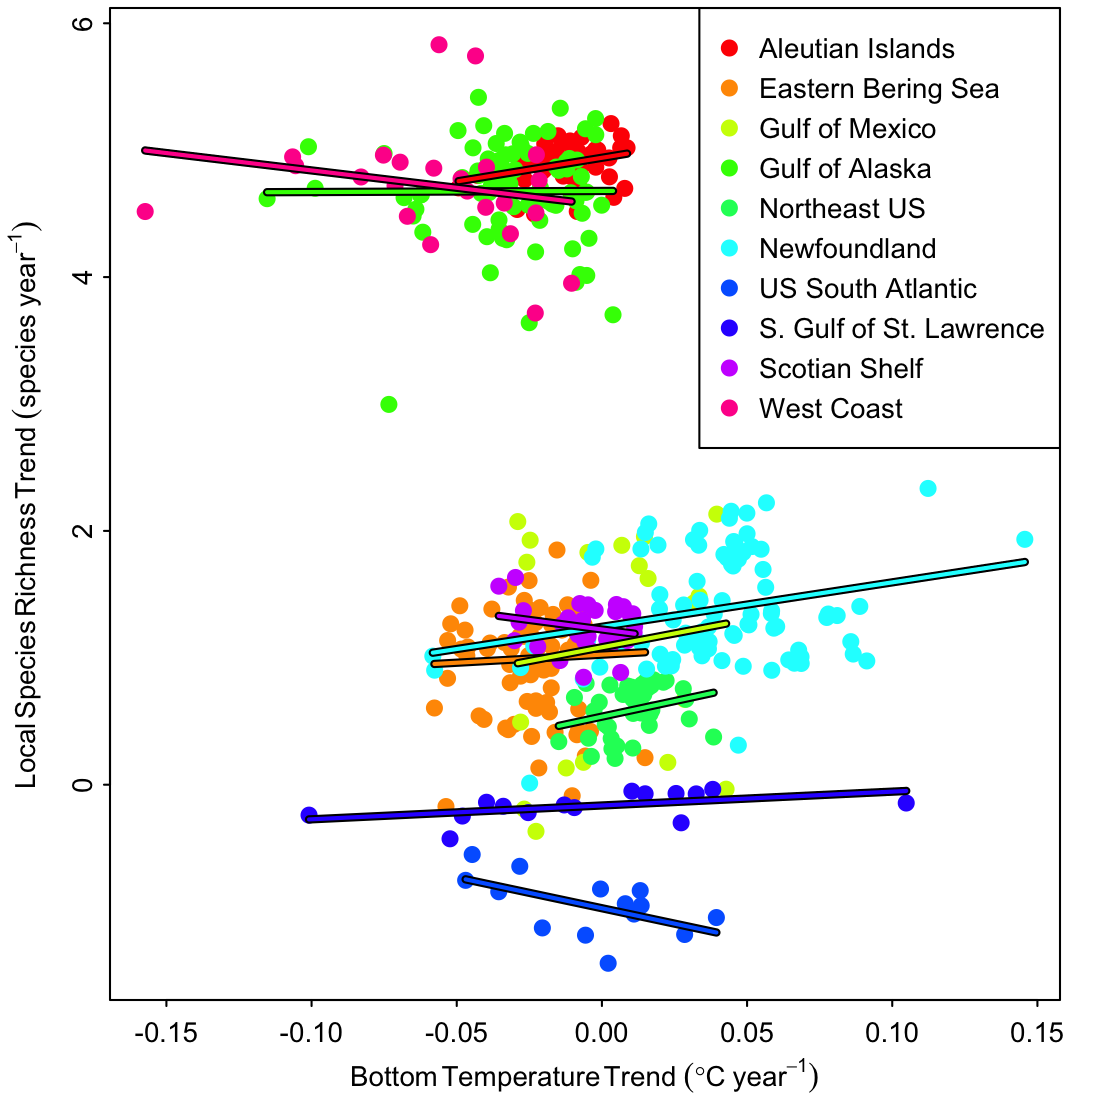 6
4
2
0
Local Species Richness Trend (species year⁻¹)
Aleutian Islands
Eastern Bering Sea
Gulf of Mexico
Gulf of Alaska
Northeast US
Newfoundland
US South Atlantic
S. Gulf of St. Lawrence
Scotian Shelf
West Coast
-0.15 -0.10 -0.05 0.00 0.05 0.10 0.15
Bottom Temperature Trend (°C year⁻¹)